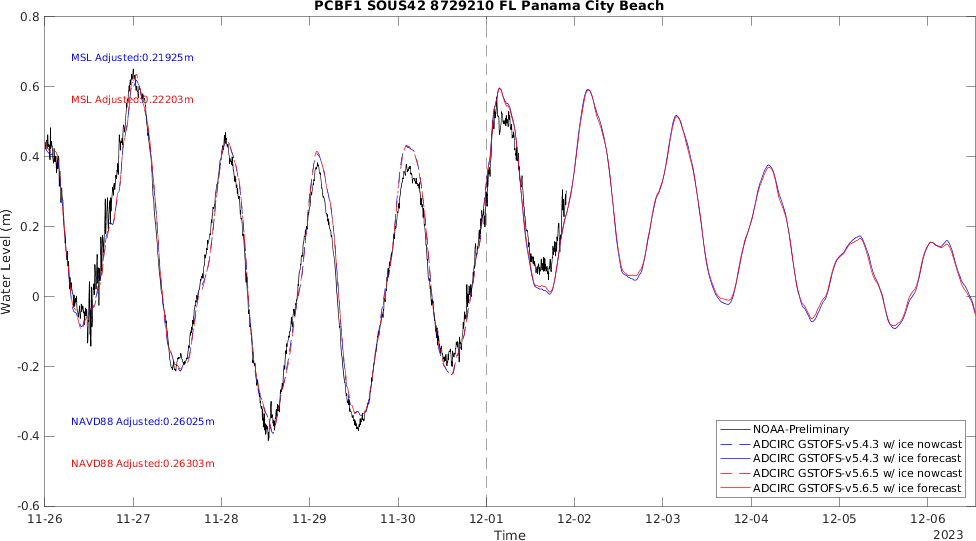 PCBF1 SOUS42 8729210 FL Panama City Beach
0.8
0.6
0.4
0.2
0
-0.2
-0.4
-0.6
Water Level (m)
MSL Adjusted:0.21925m
MSL Adjusted:0.22203m
NAVD88 Adjusted:0.26025m
NAVD88 Adjusted:0.26303m
NOAA-Preliminary
ADCIRC GSTOFS-v5.4.3 w/ ice nowcast
ADCIRC GSTOFS-v5.4.3 w/ ice forecast
ADCIRC GSTOFS-v5.6.5 w/ ice nowcast
ADCIRC GSTOFS-v5.6.5 w/ ice forecast
11-26 11-27 11-28 11-29 11-30 12-01 12-02 12-03 12-04 12-05 12-06
Time
2023